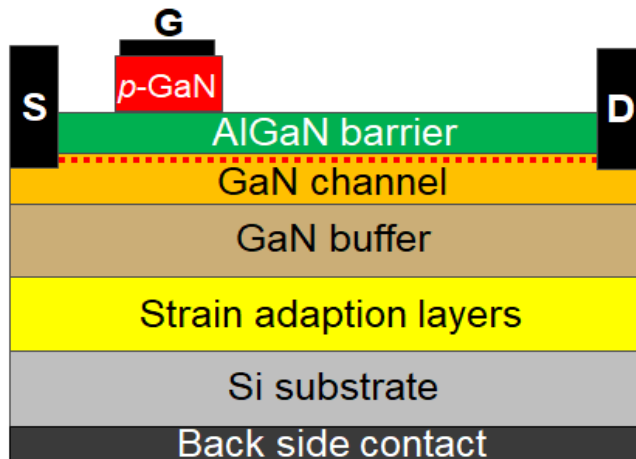 G
p-GaN
S
D
AlGaN barrier
GaN channel
GaN buffer
Strain adaption layers
Si substrate
Back side contact